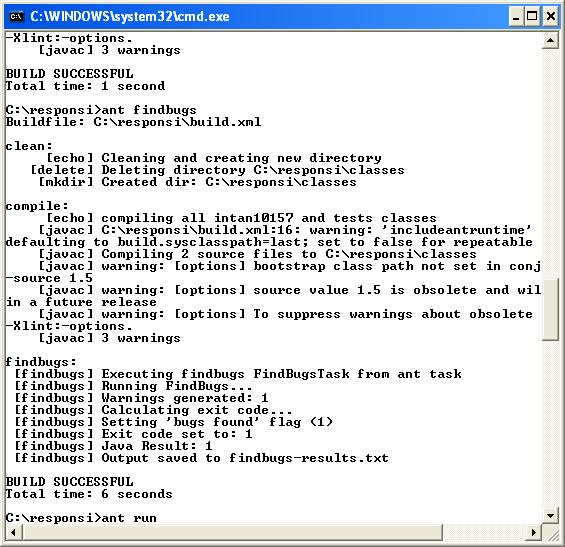 C:\WINDOWS\system32\cmd.exe
-Xlint:-options.
[javac] 3 warnings
BUILD SUCCESSFUL
Total time: 1 second
C:\responsi>ant findbugs
Buildfile: C:\responsi\build.xml
clean:
[echo] Cleaning and creating new directory
[delete] Deleting directory C:\responsi\classes
[mkdir] Created dir: C:\responsi\classes
compile:
[echo] compiling all intan10157 and tests classes
[javac] C:\responsi\build.xml:16: warning: 'includeantruntime'
defaulting to build.sysclasspath=last; set to false for repeatable
[javac] Compiling 2 source files to C:\responsi\classes
[javac] warning: [options] bootstrap class path not set in conj
-source 1.5
[javac] warning: [options] source value 1.5 is obsolete and wil
in a future release
[javac] warning: [options] To suppress warnings about obsolete
-Xlint:-options.
[javac] 3 warnings
findbugs:
[findbugs] Executing findbugs FindBugsTask from ant task
[findbugs] Running FindBugs...
[findbugs] Warnings generated: 1
[findbugs] Calculating exit code...
[findbugs] Setting 'bugs found' flag (1)
[findbugs] Exit code set to: 1
[findbugs] Java Result: 1
[findbugs] Output saved to findbugs-results.txt
BUILD SUCCESSFUL
Total time: 6 seconds
C:\responsi>ant run